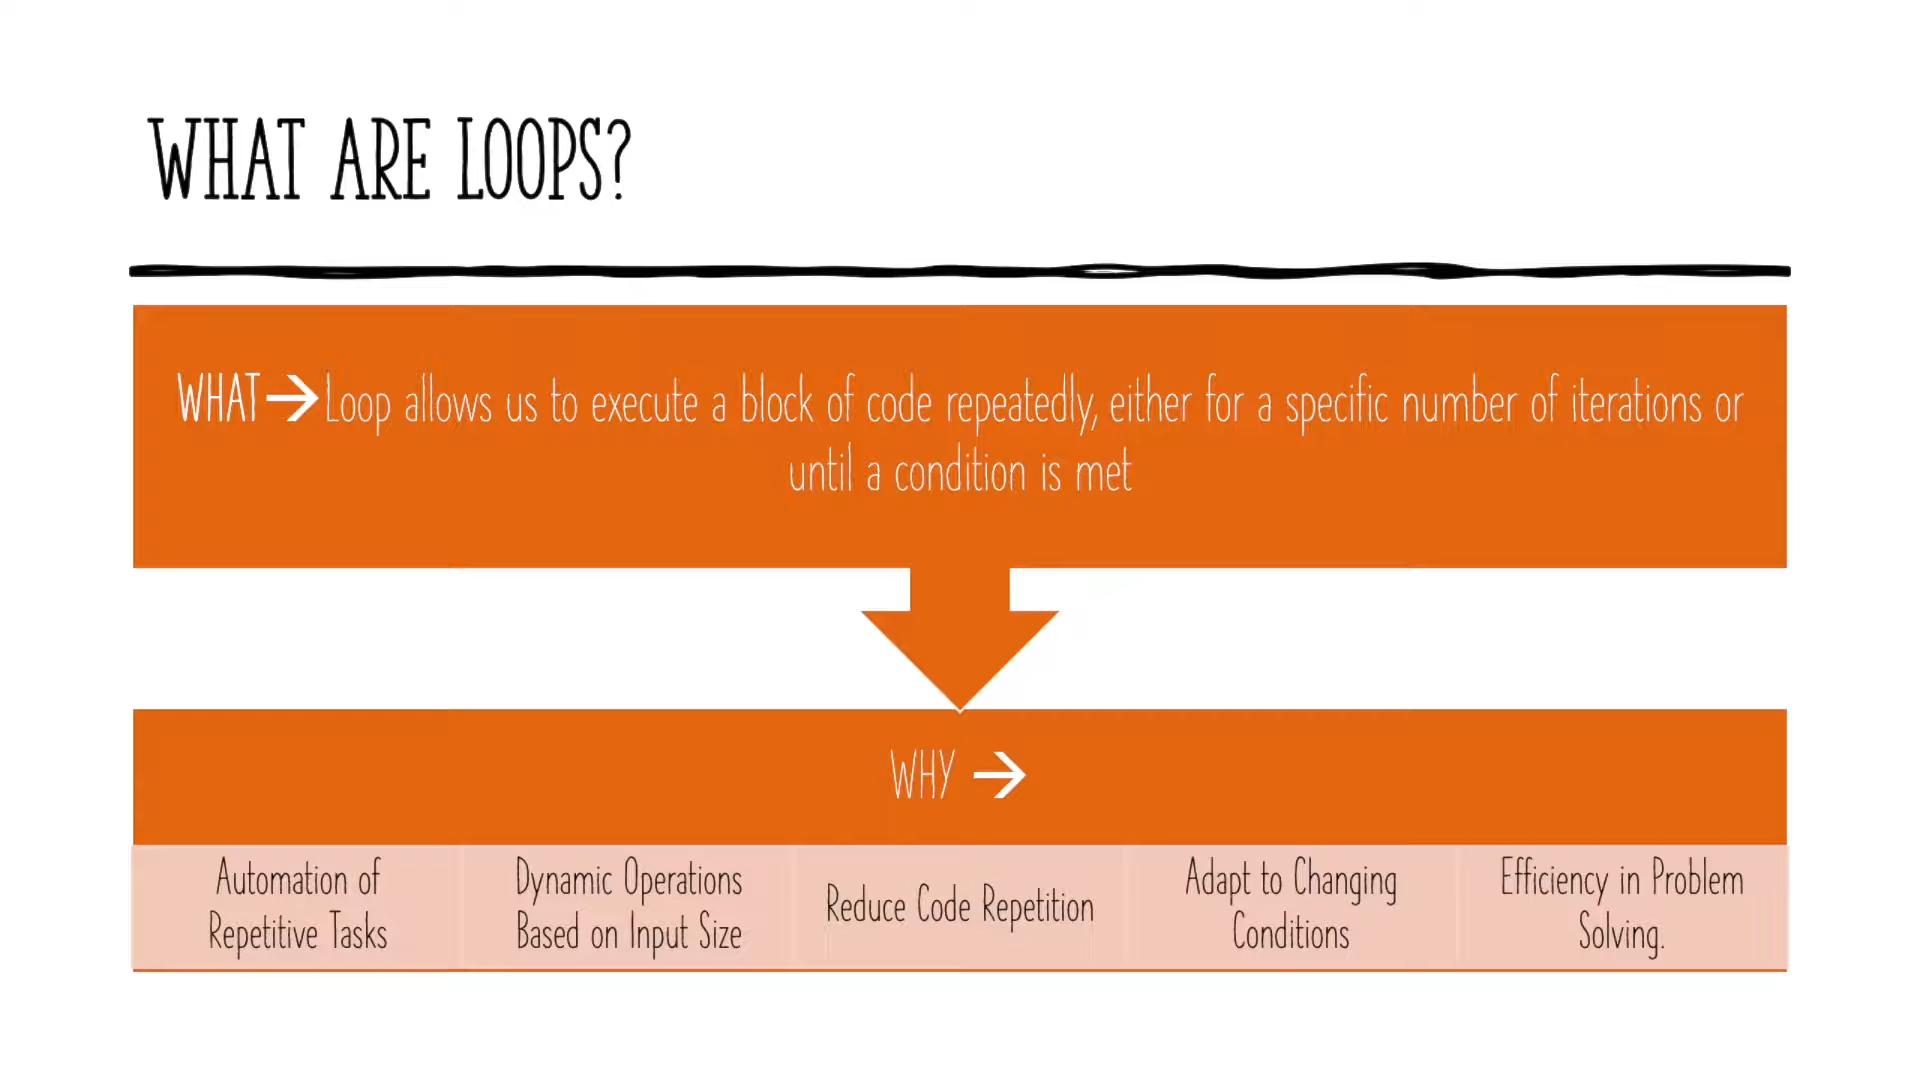 WHAT ARE LOOPS?
WHAT→Loop allows us to execute a block of code repeatedly, either for a specific number of iterations or
until a condition is met
WHY →
Automation of
Repetitive Tasks
Dynamic Operations
Based on Input Size
Reduce Code Repetition
Adapt to Changing
Conditions
Efficiency in Problem
Solving.